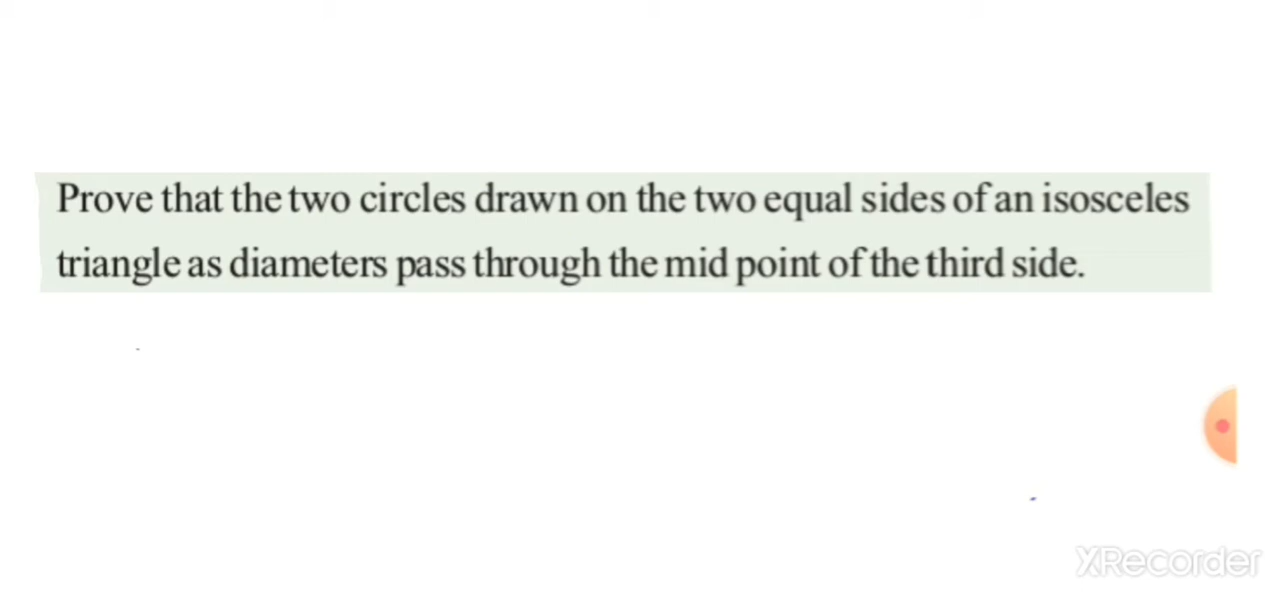 Prove that the two circles drawn on the two equal sides of an isosceles
triangle as diameters pass through the mid point of the third side.
XRecorder